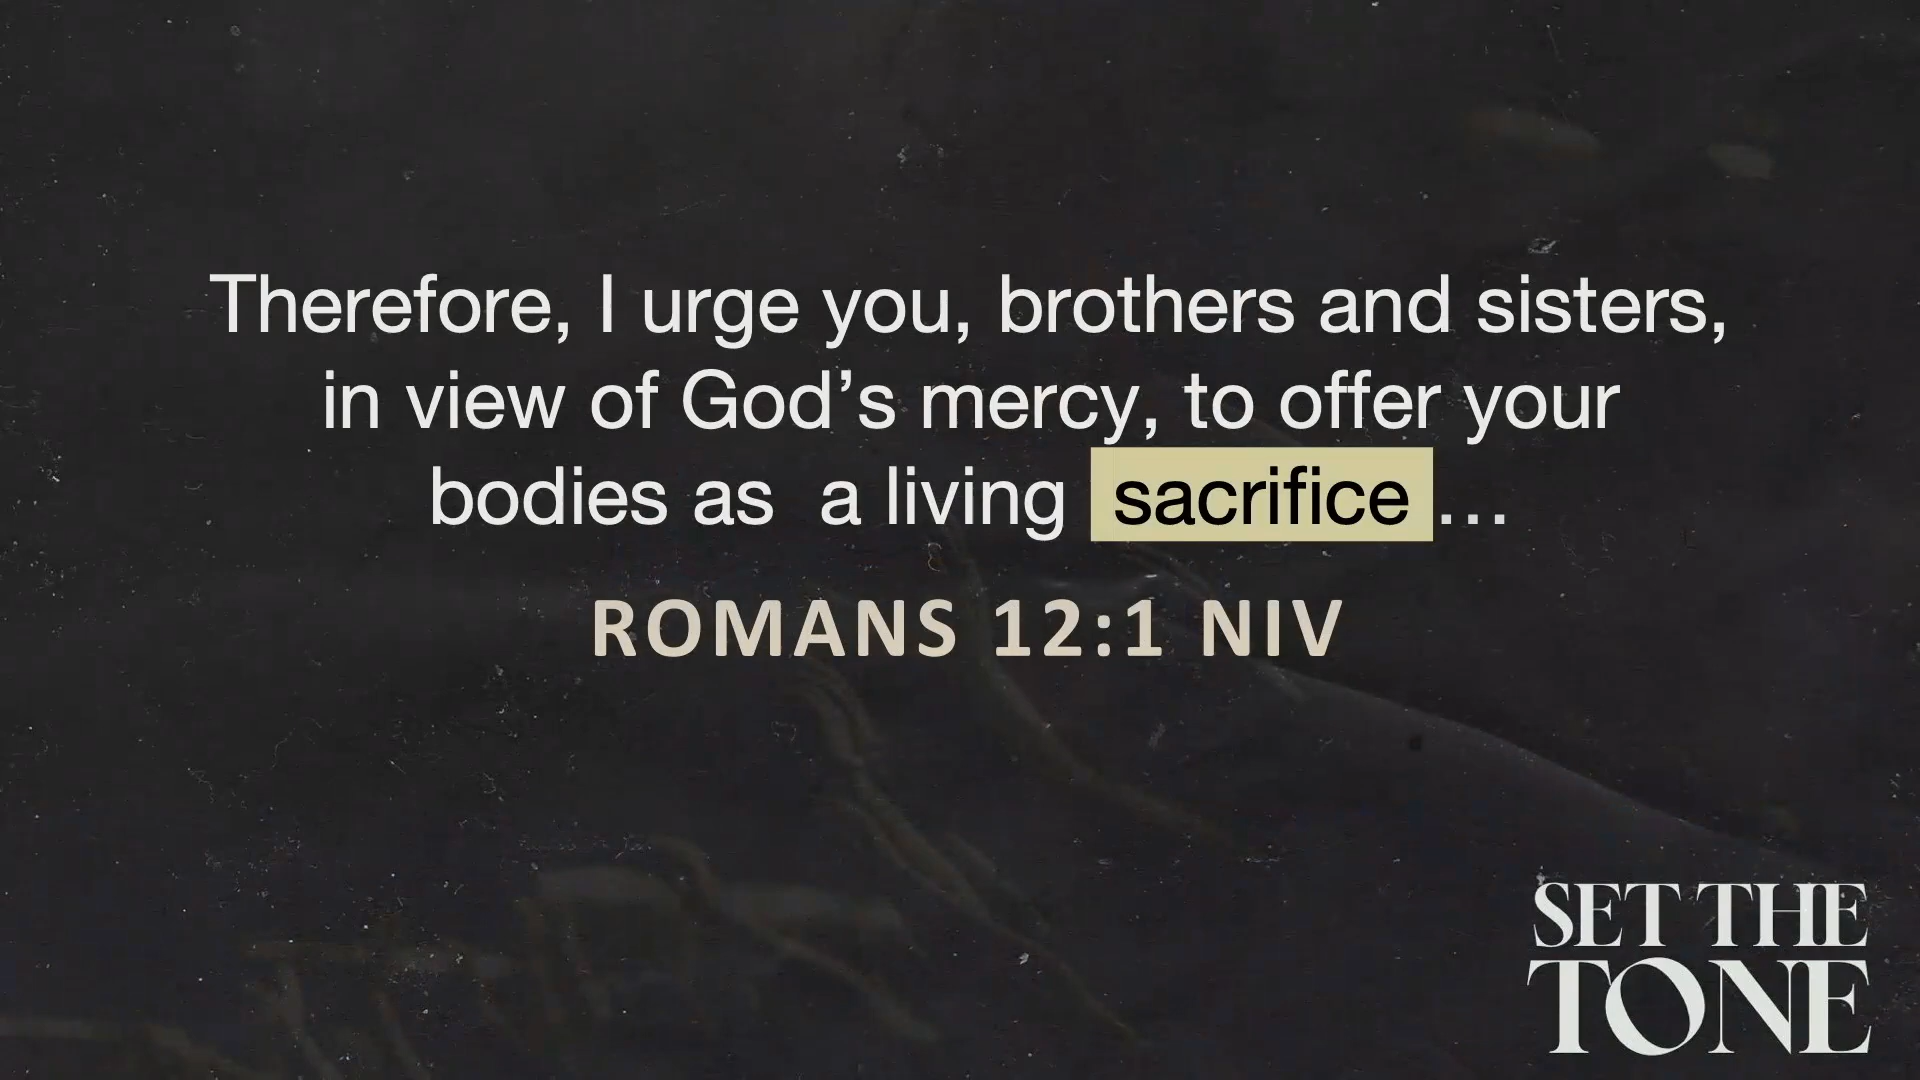 Therefore, I urge you, brothers and sisters,
in view of God’s mercy, to offer your
bodies as  a living sacrifice…
ROMANS 12:1 NIV
SET THE
TONE